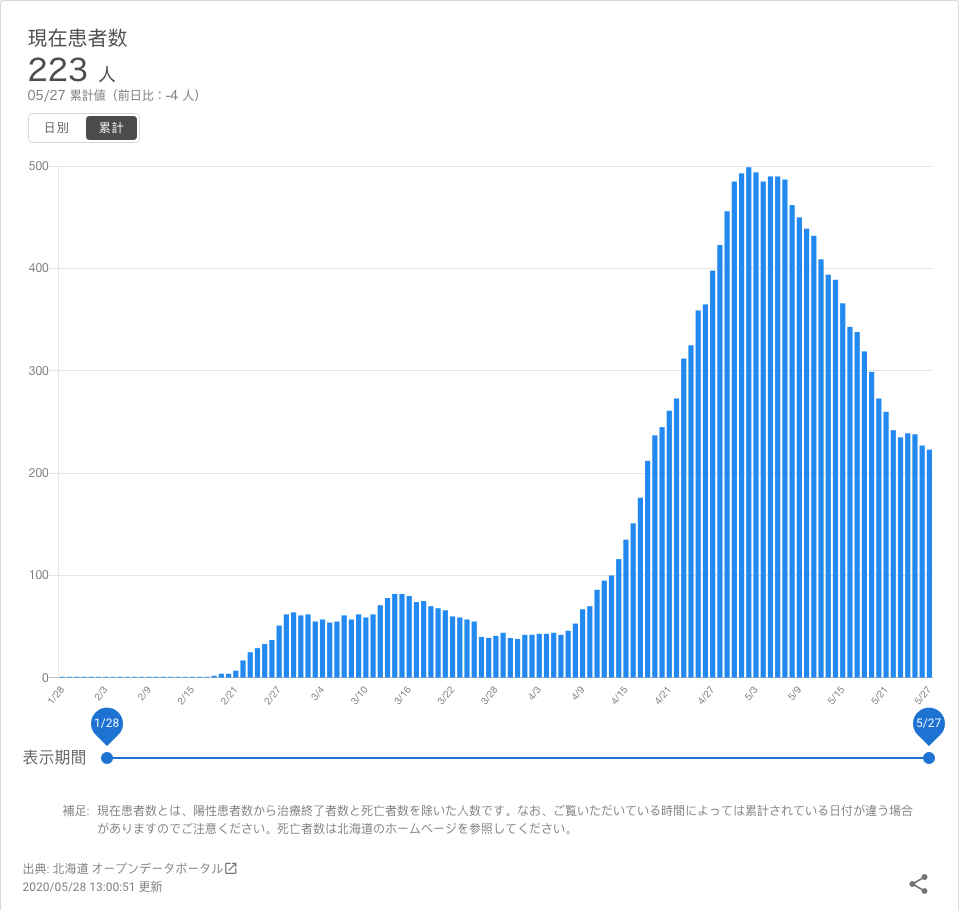 現在患者数
223 人
05/27 累計値（前日比：-4 人）
日別 累計
500
400
300
200
100
0
1/28 2/3 2/9 2/15 2/21 2/27 3/4 3/10 3/16 3/22 3/28 4/3 4/9 4/15 4/21 4/27 5/3 5/9 5/15 5/21 5/27
1/28 5/27
表示期間
補足: 現在患者数とは、陽性患者数から治療終了者数と死亡者数を除いた人数です。なお、ご覧いただいている時間によっては累計されている日付が違う場合
がありますのでご注意ください。死亡者数は北海道のホームページを参照してください。
出典: 北海道 オープンデータポータル
2020/05/28 13:00:51 更新